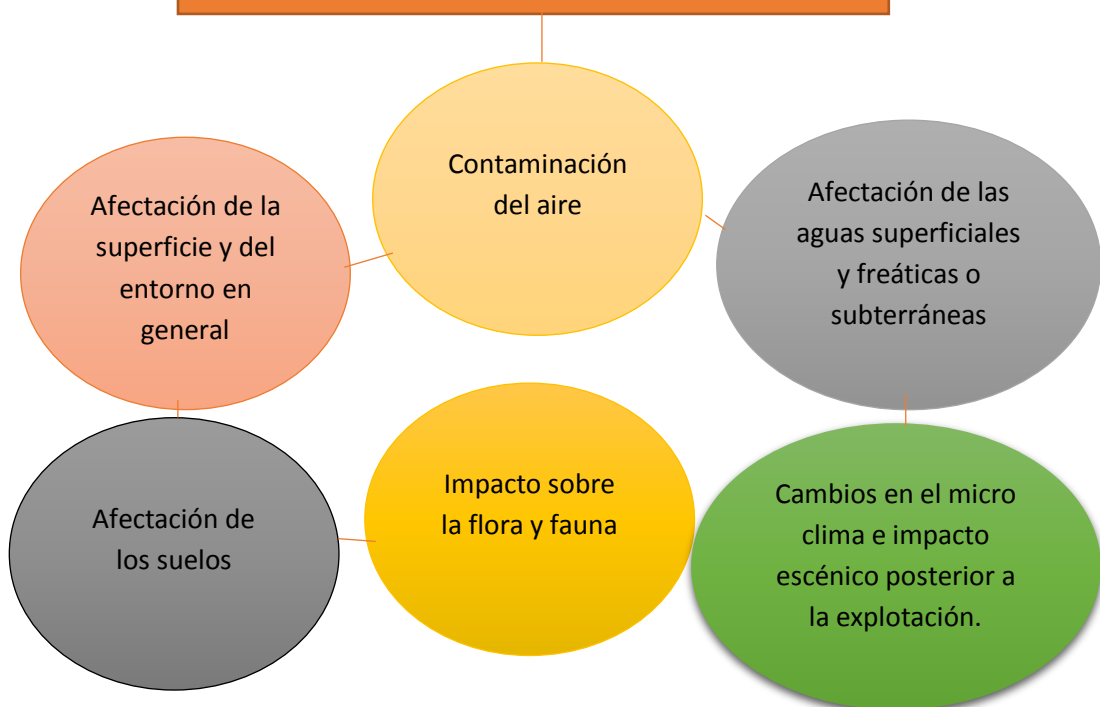 Contaminación
del aire
Afectación de la
superficie y del
entorno en
general
Afectación de las
aguas superficiales
y freáticas o
subterráneas
Afectación de
los suelos
Impacto sobre
la flora y fauna
Cambios en el micro
clima e impacto
escénico posterior a
la explotación.